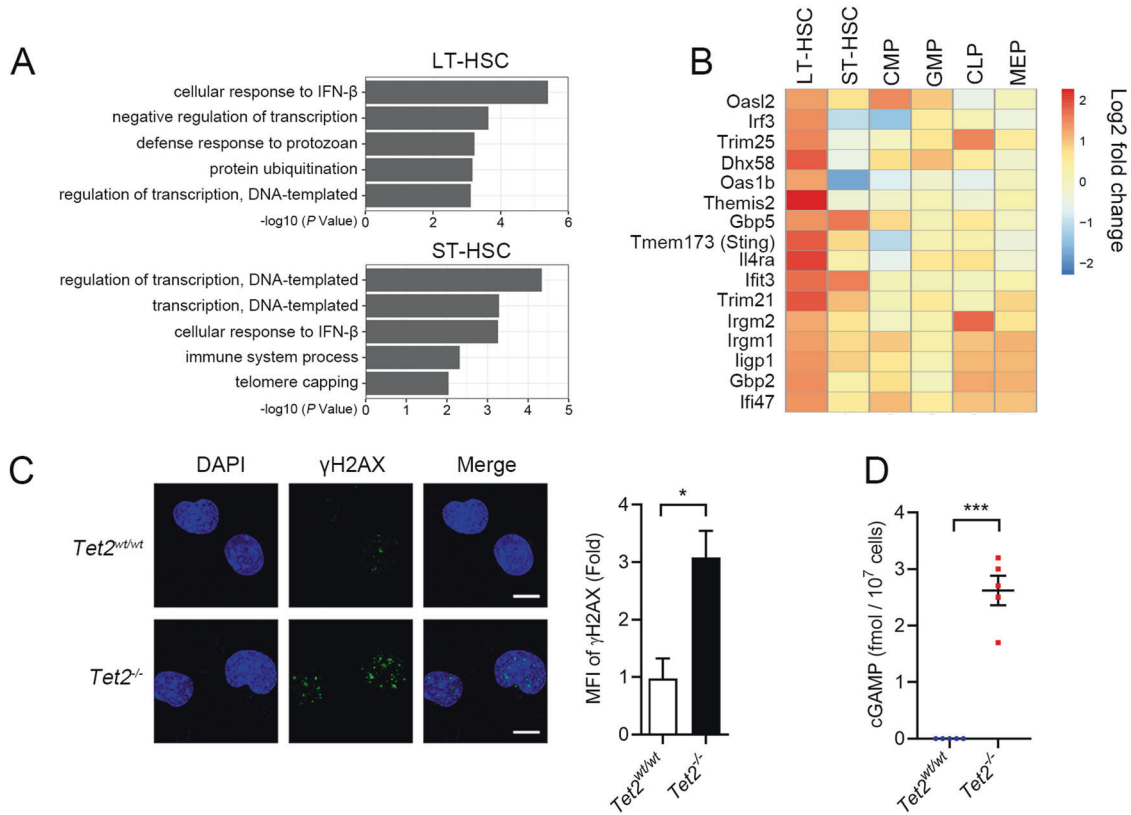 A
LT-HSC
cellular response to IFN-β
negative regulation of transcription
defense response to protozoan
protein ubiquitination
regulation of transcription, DNA-templated
-log10 (P Value)
0 2 4 6
ST-HSC
regulation of transcription, DNA-templated
transcription, DNA-templated
cellular response to IFN-β
immune system process
telomere capping
-log10 (P Value)
0 1 2 3 4 5
B
LT-HSC ST-HSC CMP GMP CLP MEP
Oasl2
Irf3
Trim25
Dhx58
Oas1b
Themis2
Gbp5
Tmem173 (Sting)
Il4ra
Ifit3
Trim21
Irgm2
Irgm1
Iigp1
Gbp2
Ifi47
2
1
0
−1
−2
Log2 fold change
C
DAPI γH2AX Merge
Tet2wt/wt
Tet2-/-
MFI of γH2AX (Fold)
4
3
2
1
0
*
Tet2wt/wt Tet2-/-
D
cGAMP (fmol / 10⁷ cells)
4
3
2
1
0
***
Tet2wt/wt Tet2-/-